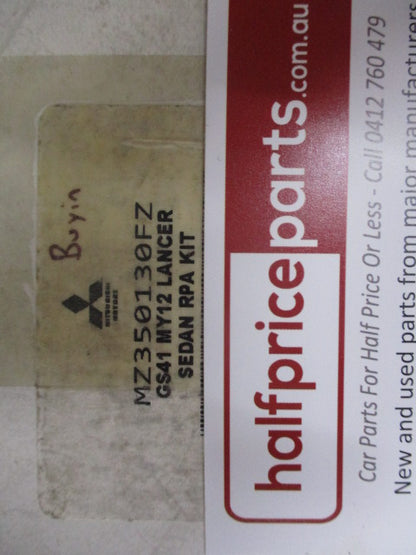 Buyin
MITSUBISHI
MOTORS
MZ350130FZ
GS41 MY12 LANCER
SEDAN RPA KIT
halfpriceparts.com.au
Car Parts For Half Price Or Less - Call 0412 760 479
New and used parts from major manufacturers